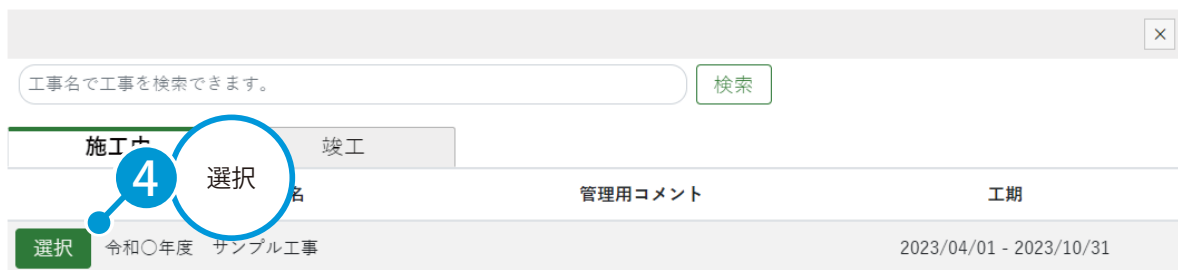 ×
工事名で工事を検索できます。 検索
施工中 竣工
4 選択
名 管理用コメント 工期
選択 令和〇年度 サンプル工事 2023/04/01 - 2023/10/31